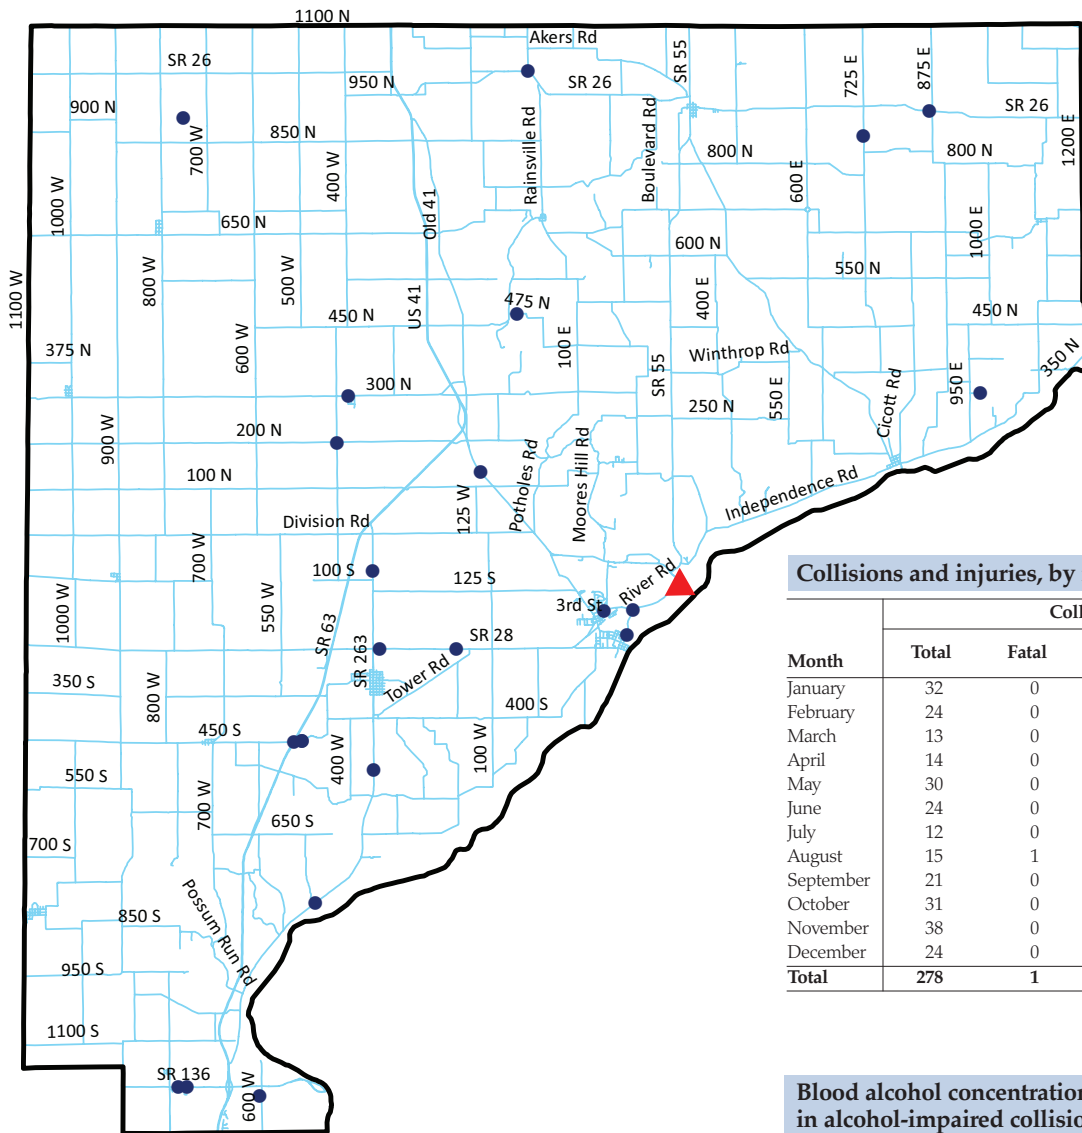 1100 N
Akers Rd
SR 26
SR 55
950 N
SR 26
725 E
875 E
900 N
SR 26
Boulevard Rd
Rainsville Rd
700 W
850 N
400 W
800 N
800 N
1200 E
600 E
1000 W
Old 41
650 N
1000 E
600 N
550 N
800 W
500 W
1100 W
US 41
475 N
400 E
450 N
450 N
600 W
100 E
375 N
Winthrop Rd
SR 55
350 N
300 N
550 E
950 E
250 N
Cicott Rd
900 W
200 N
Potholes Rd
Moores Hill Rd
100 N
125 W
Independence Rd
Division Rd
700 W
100 S
125 S
River Rd
3rd St
1000 W
550 W
SR 63
SR 28
SR 263
Tower Rd
350 S
800 W
400 S
450 S
400 W
100 W
550 S
700 W
650 S
700 S
Possum Run Rd
850 S
950 S
1100 S
SR 136
600 W
Collisions and injuries, by
Coll
Month Total Fatal
January 32 0
February 24 0
March 13 0
April 14 0
May 30 0
June 24 0
July 12 0
August 15 1
September 21 0
October 31 0
November 38 0
December 24 0
Total 278 1
Blood alcohol concentration
in alcohol-impaired collisio